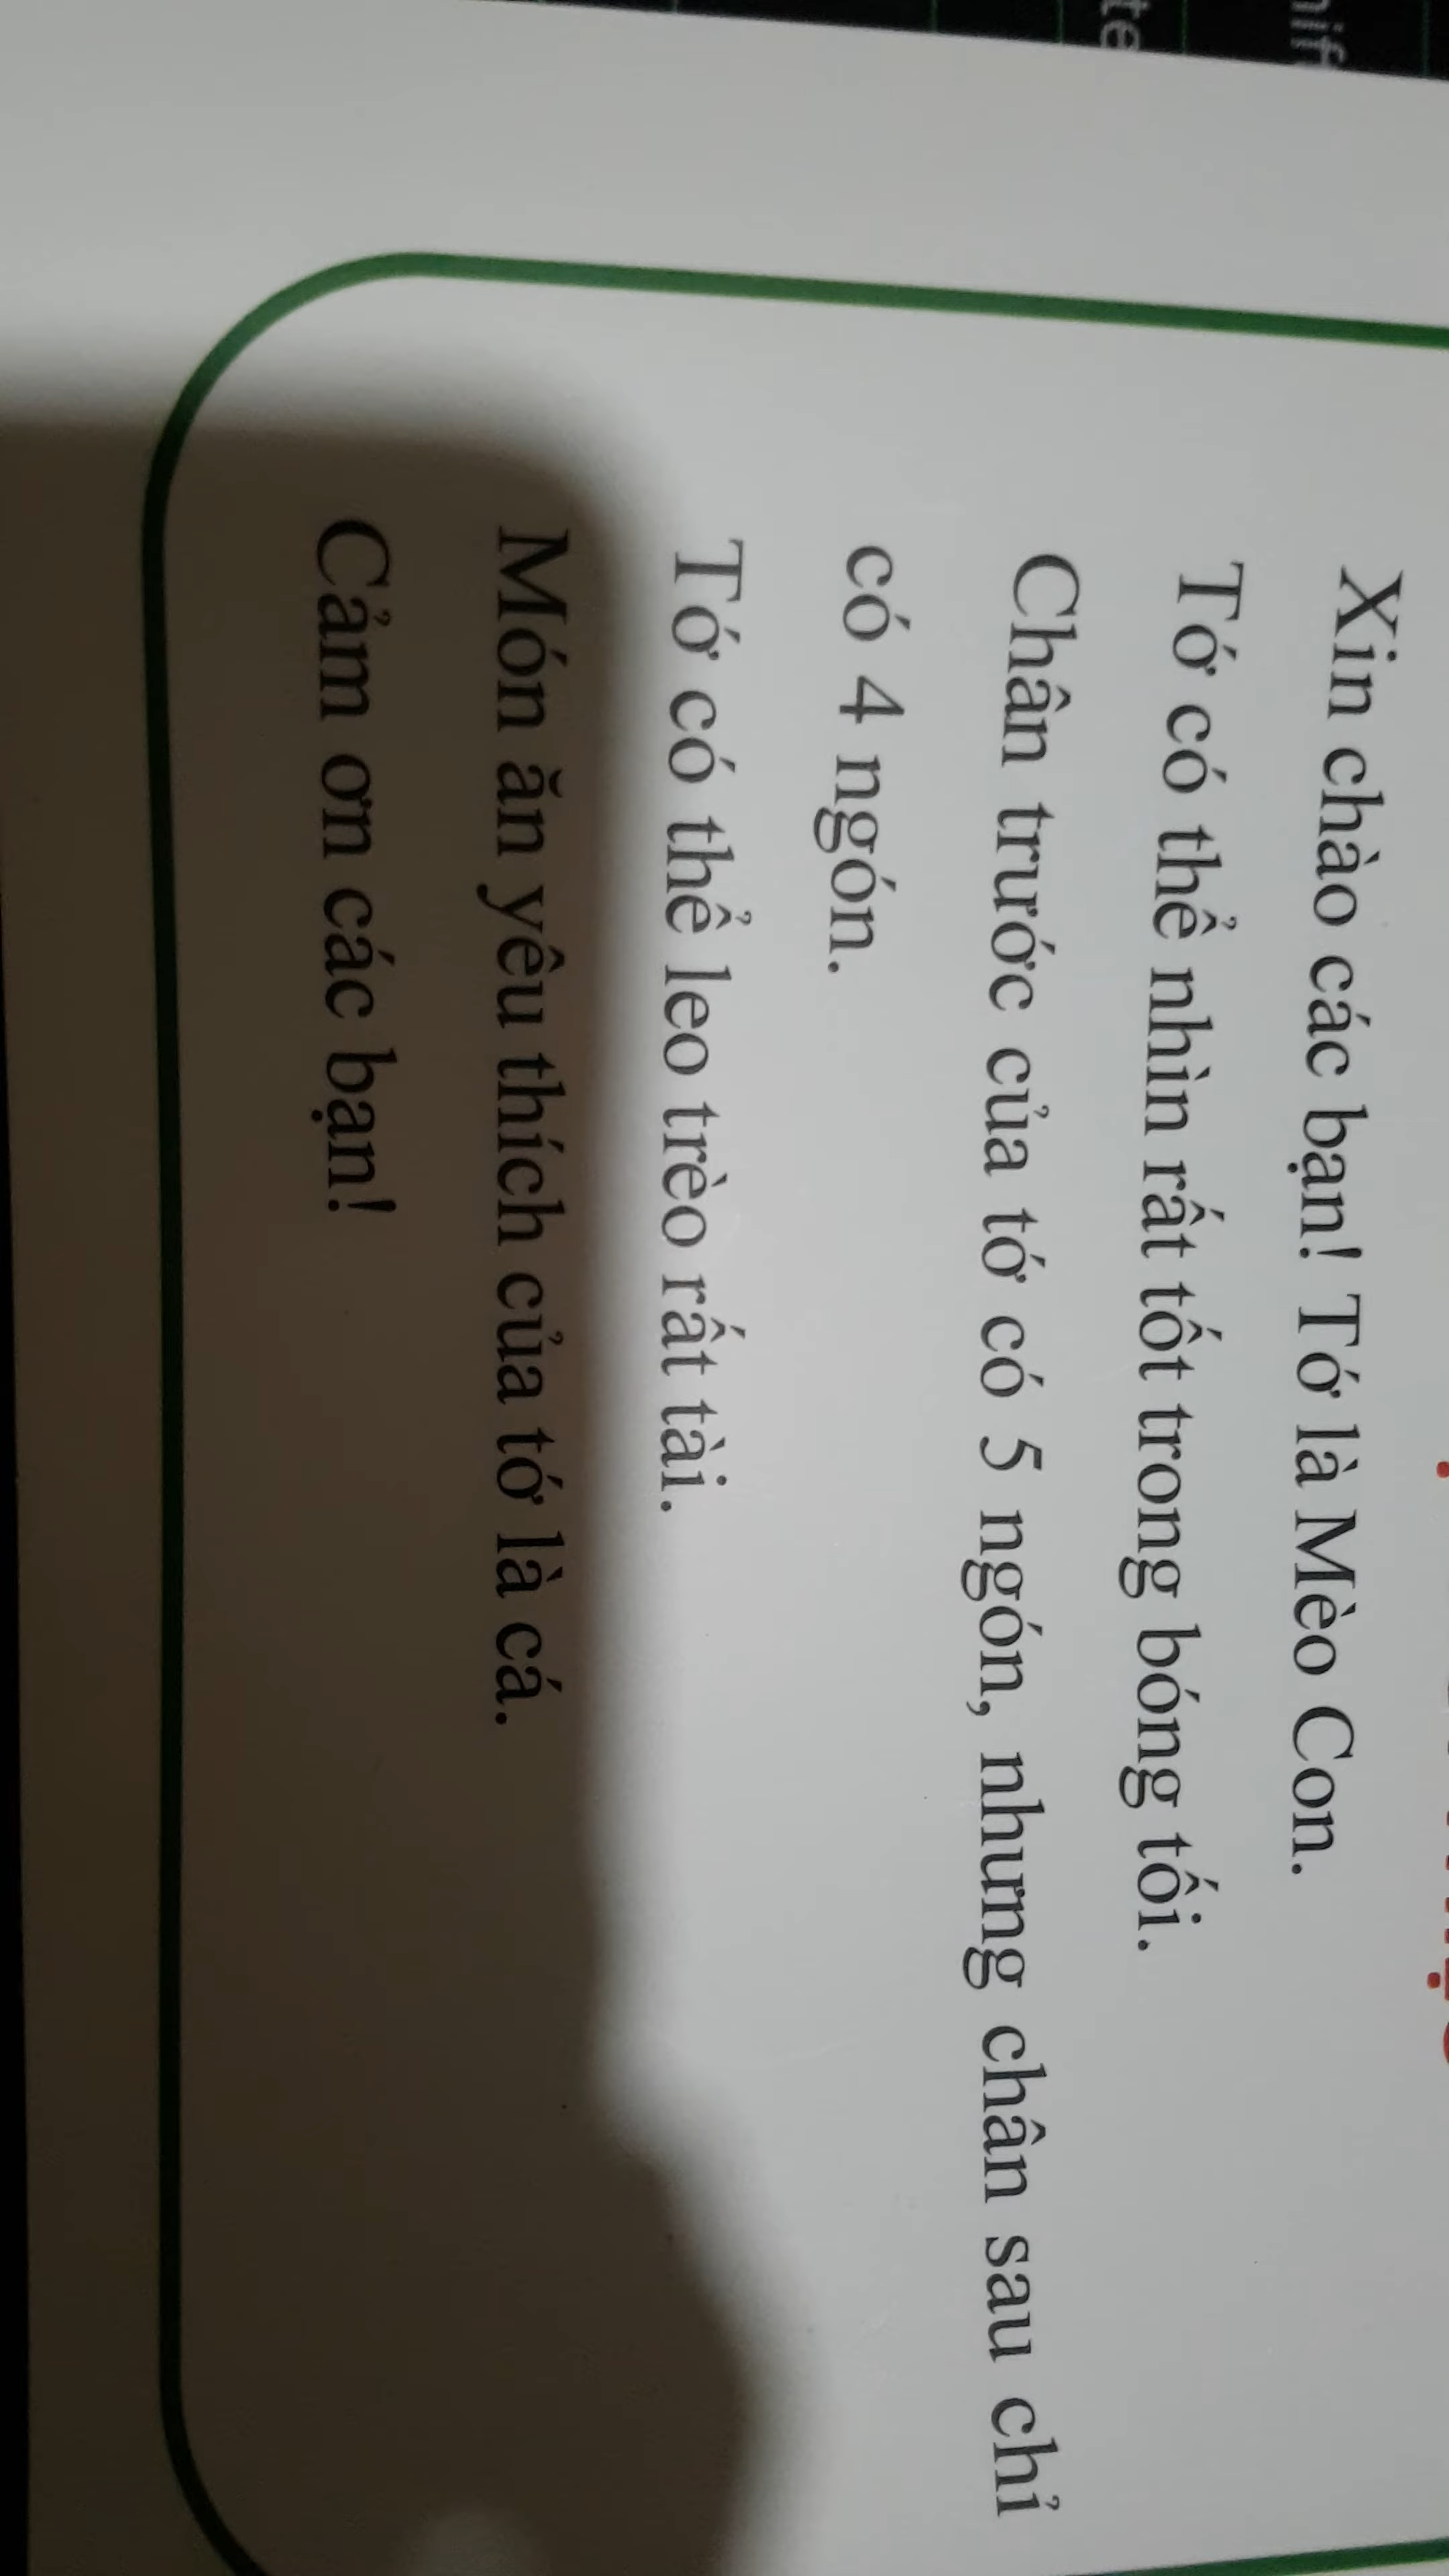 Xin chào các bạn! Tớ là Mèo Con.
Tớ có thể nhìn rất tốt trong bóng tối.
Chân trước của tớ có 5 ngón, nhưng chân sau chỉ
có 4 ngón.
Tớ có thể leo trèo rất tài.
Món ăn yêu thích của tớ là cá.
Cảm ơn các bạn!